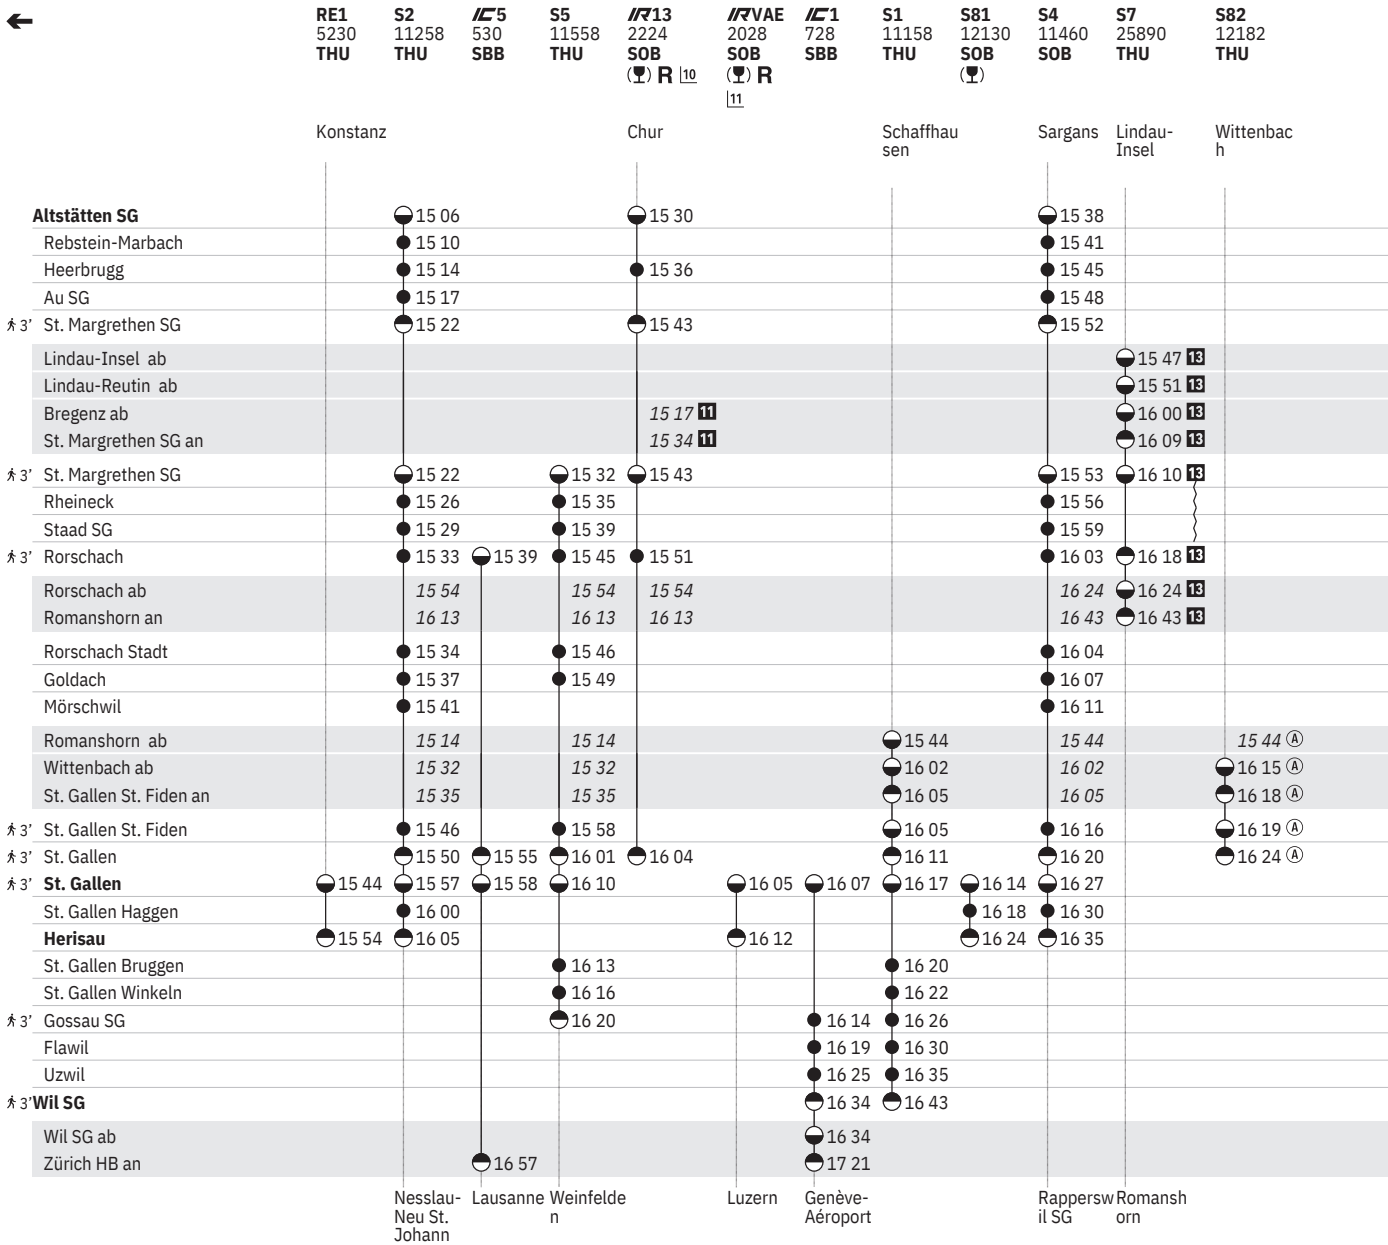 RE1 S2 IC5 S5 IR13 IRVAE IC1 S1 S81 S4 S7 S82
5230 11258 530 11558 2224 2028 728 11158 12130 11460 25890 12182
THU THU SBB THU SOB SOB SBB THU SOB SOB THU THU
R 10 R
11
Konstanz Chur Schaffhau Sargans Lindau- Wittenbac
sen Insel h
Altstätten SG 15 06 15 30 15 38
Rebstein-Marbach 15 10 15 41
Heerbrugg 15 14 15 36 15 45
Au SG 15 17 15 48
3’ St. Margrethen SG 15 22 15 43 15 52
Lindau-Insel ab 15 47 13
Lindau-Reutin ab 15 51 13
Bregenz ab 15 17 11 16 00 13
St. Margrethen SG an 15 34 11 16 09 13
3’ St. Margrethen SG 15 22 15 32 15 43 15 53 16 10 13
Rheineck 15 26 15 35 15 56
Staad SG 15 29 15 39 15 59
3’ Rorschach 15 33 15 39 15 45 15 51 16 03 16 18 13
Rorschach ab 15 54 15 54 15 54 16 24 16 24 13
Romanshorn an 16 13 16 13 16 13 16 43 16 43 13
Rorschach Stadt 15 34 15 46 16 04
Goldach 15 37 15 49 16 07
Mörschwil 15 41 16 11
Romanshorn ab 15 14 15 14 15 44 15 44 15 44 A
Wittenbach ab 15 32 15 32 16 02 16 02 16 15 A
St. Gallen St. Fiden an 15 35 15 35 16 05 16 05 16 18 A
3’ St. Gallen St. Fiden 15 46 15 58 16 05 16 16 16 19 A
3’ St. Gallen 15 50 15 55 16 01 16 04 16 11 16 20 16 24 A
3’ St. Gallen 15 44 15 57 15 58 16 10 16 05 16 07 16 17 16 14 16 27
St. Gallen Haggen 16 00 16 18 16 30
Herisau 15 54 16 05 16 12 16 24 16 35
St. Gallen Bruggen 16 13 16 20
St. Gallen Winkeln 16 16 16 22
3’ Gossau SG 16 20 16 14 16 26
Flawil 16 19 16 30
Uzwil 16 25 16 35
3’ Wil SG 16 34 16 43
Wil SG ab 16 34
Zürich HB an 16 57 17 21
Nesslau- Lausanne Weinfelde Luzern Genève- Rappersw Romansh
Neu St. n Aéroport il SG orn
Johann